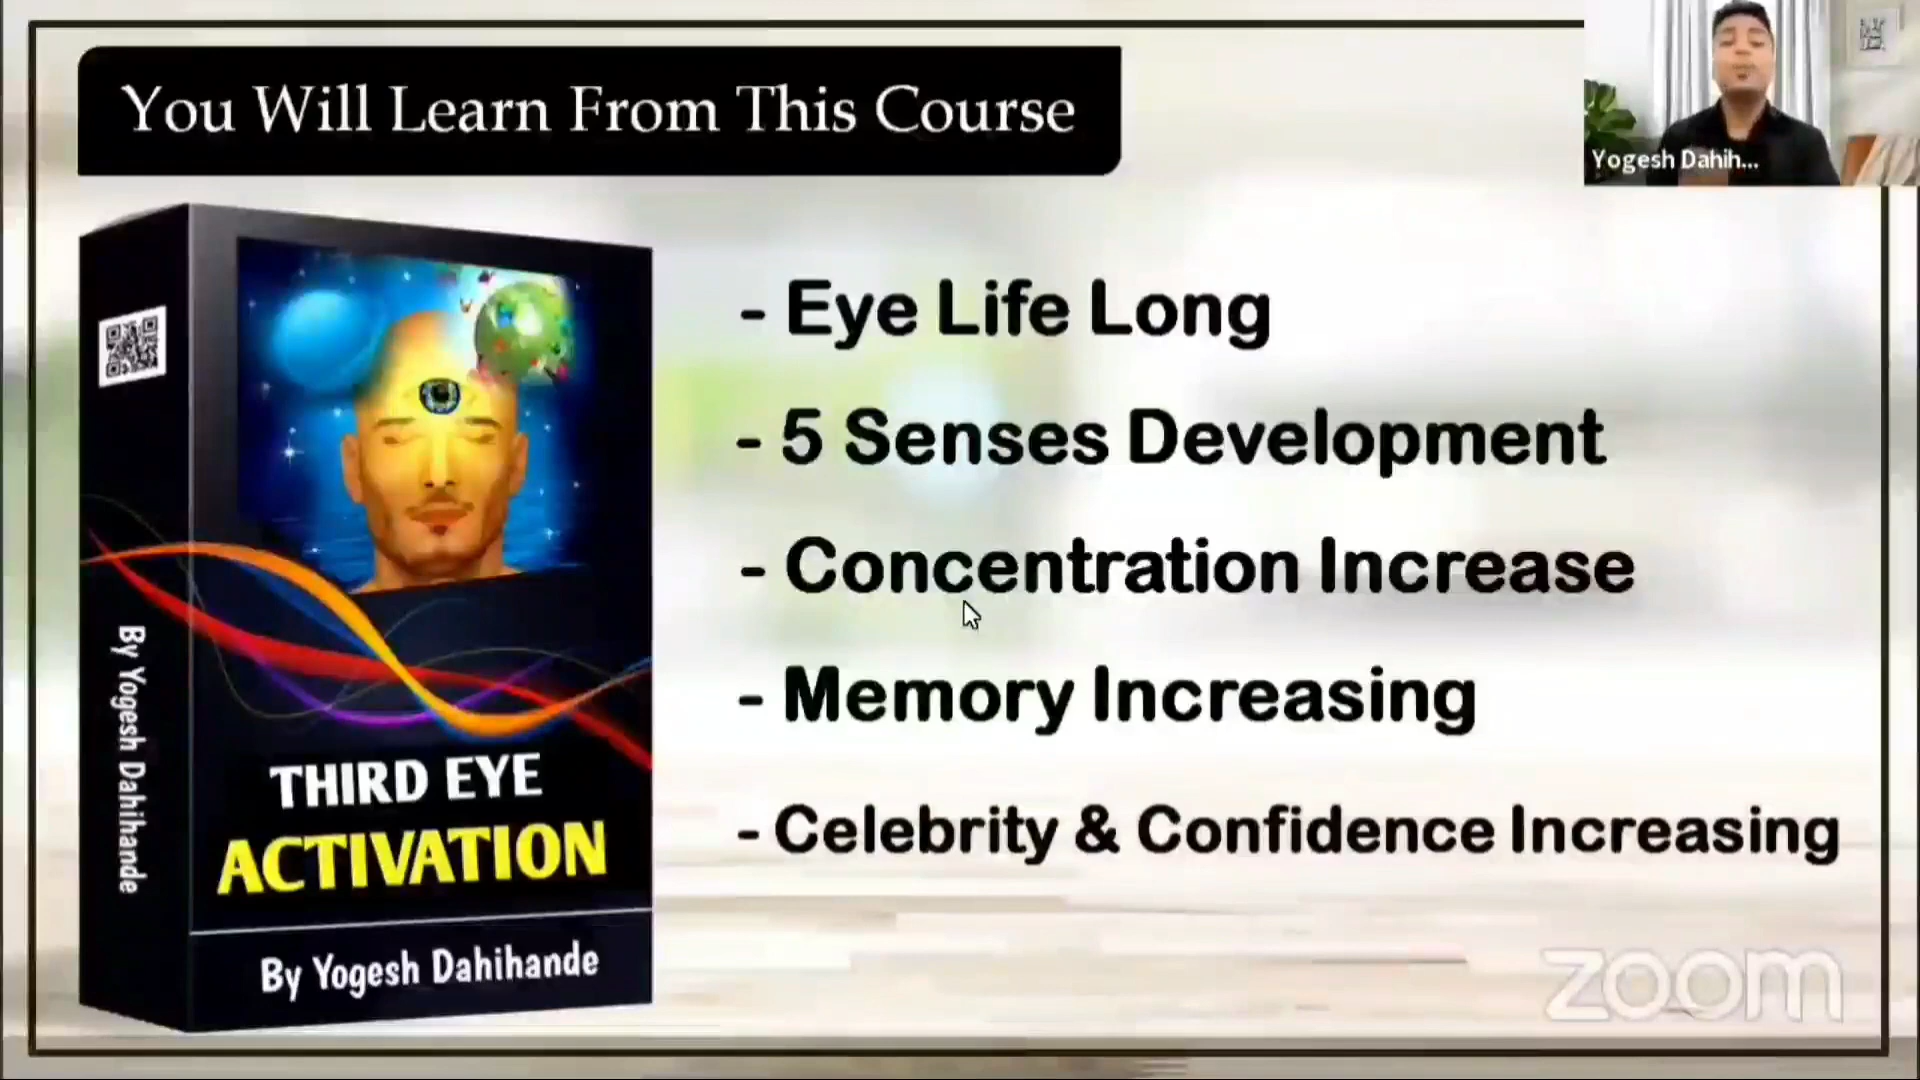 You Will Learn From This Course
Yogesh Dahih...
- Eye Life Long
- 5 Senses Development
- Concentration Increase
- Memory Increasing
- Celebrity & Confidence Increasing
By Yogesh Dahihande
THIRD EYE
ACTIVATION
By Yogesh Dahihande
zoom